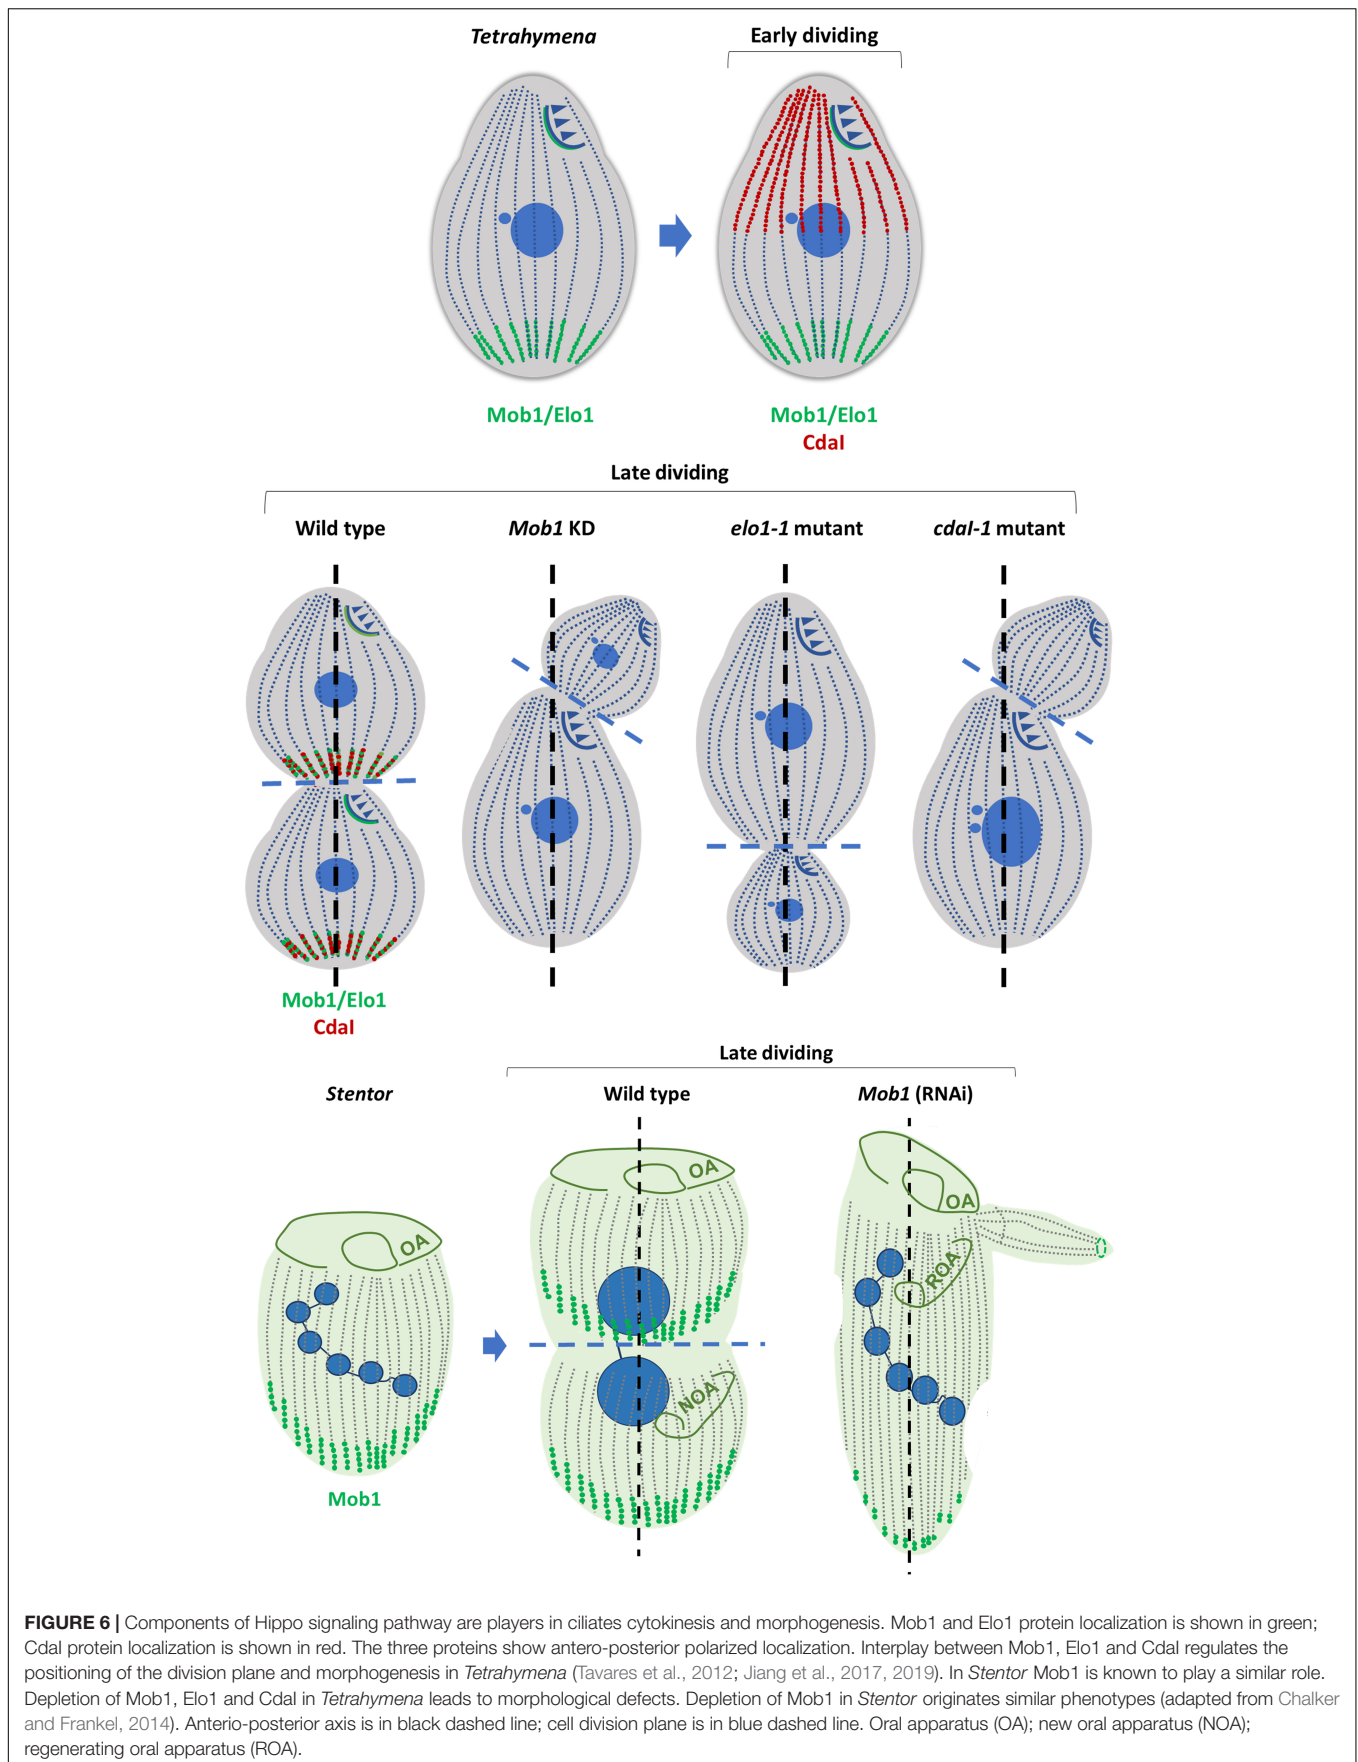 Tetrahymena
Early dividing
Mob1/Elo1
Mob1/Elo1
CdaI
Late dividing
Wild type
Mob1 KD
elo1-1 mutant
cdaI-1 mutant
Mob1/Elo1
CdaI
Late dividing
Stentor
Wild type
Mob1 (RNAi)
OA
OA
OA
ROA
NOA
Mob1
FIGURE 6 | Components of Hippo signaling pathway are players in ciliates cytokinesis and morphogenesis. Mob1 and Elo1 protein localization is shown in green;
CdaI protein localization is shown in red. The three proteins show antero-posterior polarized localization. Interplay between Mob1, Elo1 and CdaI regulates the
positioning of the division plane and morphogenesis in Tetrahymena (Tavares et al., 2012; Jiang et al., 2017, 2019). In Stentor Mob1 is known to play a similar role.
Depletion of Mob1, Elo1 and CdaI in Tetrahymena leads to morphological defects. Depletion of Mob1 in Stentor originates similar phenotypes (adapted from Chalker
and Frankel, 2014). Anterio-posterior axis is in black dashed line; cell division plane is in blue dashed line. Oral apparatus (OA); new oral apparatus (NOA);
regenerating oral apparatus (ROA).